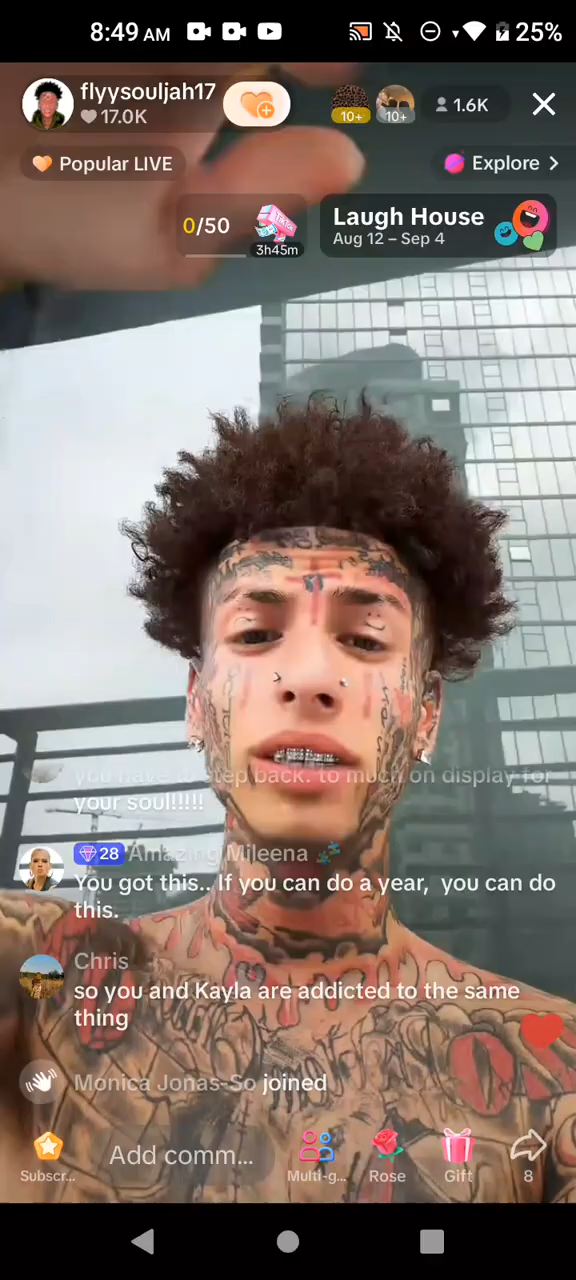 8:49 AM
25%
flyysouljah17
17.0K
10+
10+
1.6K
Popular LIVE
Explore >
0/50
TikTok
3h45m
Laugh House
Aug 12 – Sep 4
you have to step back. to much on display for
your soul!!!!!
28 Amazing Mileena
You got this.. If you can do a year, you can do
this.
Chris
so you and Kayla are addicted to the same
thing
Monica Jonas-So joined
Subscr...
Add comm...
Multi-g...
Rose
Gift
8